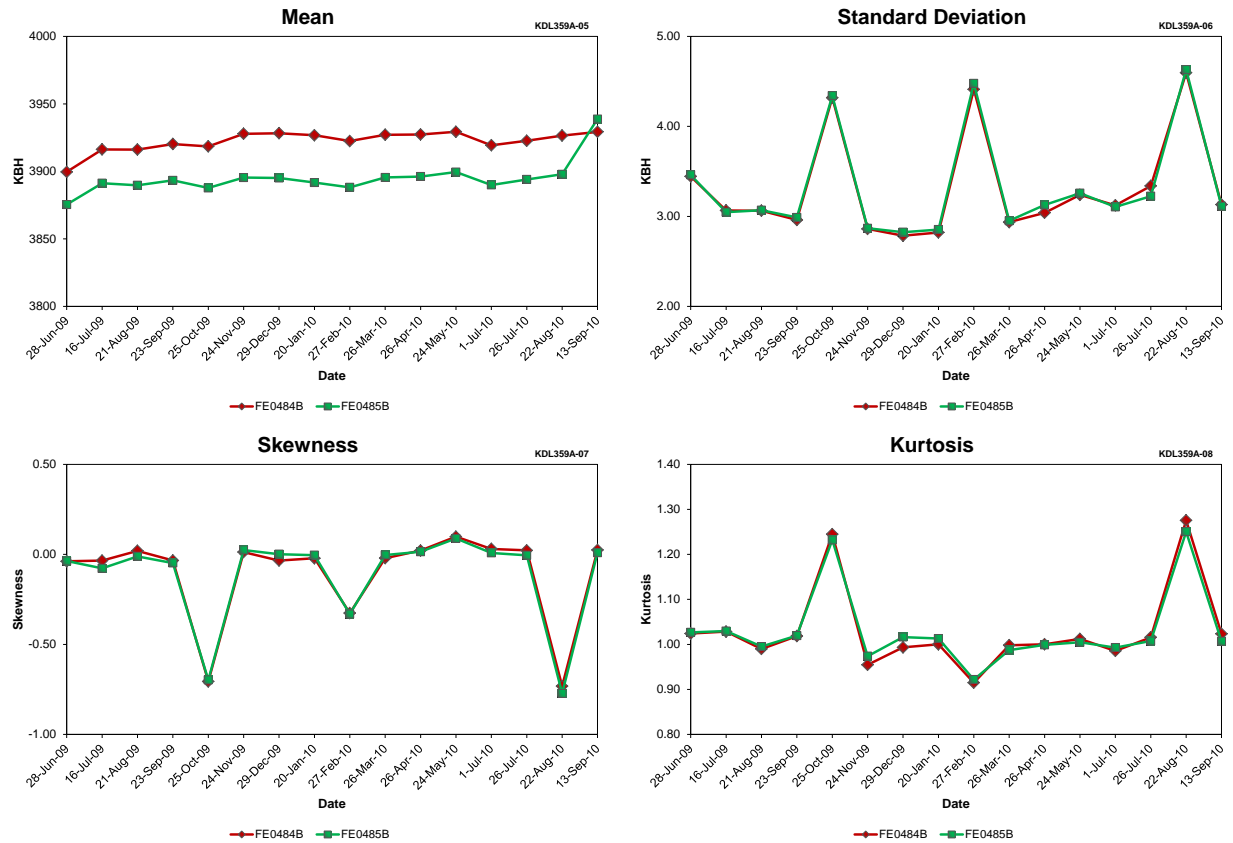 Mean
KDL359A-05
4000
3950
3900
3850
3800
KBH
28-Jun-09
16-Jul-09
21-Aug-09
23-Sep-09
25-Oct-09
24-Nov-09
29-Dec-09
20-Jan-10
27-Feb-10
26-Mar-10
26-Apr-10
24-May-10
1-Jul-10
26-Jul-10
22-Aug-10
13-Sep-10
Date
FE0484B FE0485B
Standard Deviation
KDL359A-06
5.00
4.00
3.00
2.00
KBH
28-Jun-09
16-Jul-09
21-Aug-09
23-Sep-09
25-Oct-09
24-Nov-09
29-Dec-09
20-Jan-10
27-Feb-10
26-Mar-10
26-Apr-10
24-May-10
1-Jul-10
26-Jul-10
22-Aug-10
13-Sep-10
Date
FE0484B FE0485B
Skewness
KDL359A-07
0.50
0.00
-0.50
-1.00
Skewness
28-Jun-09
16-Jul-09
21-Aug-09
23-Sep-09
25-Oct-09
24-Nov-09
29-Dec-09
20-Jan-10
27-Feb-10
26-Mar-10
26-Apr-10
24-May-10
1-Jul-10
26-Jul-10
22-Aug-10
13-Sep-10
Date
FE0484B FE0485B
Kurtosis
KDL359A-08
1.40
1.30
1.20
1.10
1.00
0.90
0.80
Kurtosis
28-Jun-09
16-Jul-09
21-Aug-09
23-Sep-09
25-Oct-09
24-Nov-09
29-Dec-09
20-Jan-10
27-Feb-10
26-Mar-10
26-Apr-10
24-May-10
1-Jul-10
26-Jul-10
22-Aug-10
13-Sep-10
Date
FE0484B FE0485B